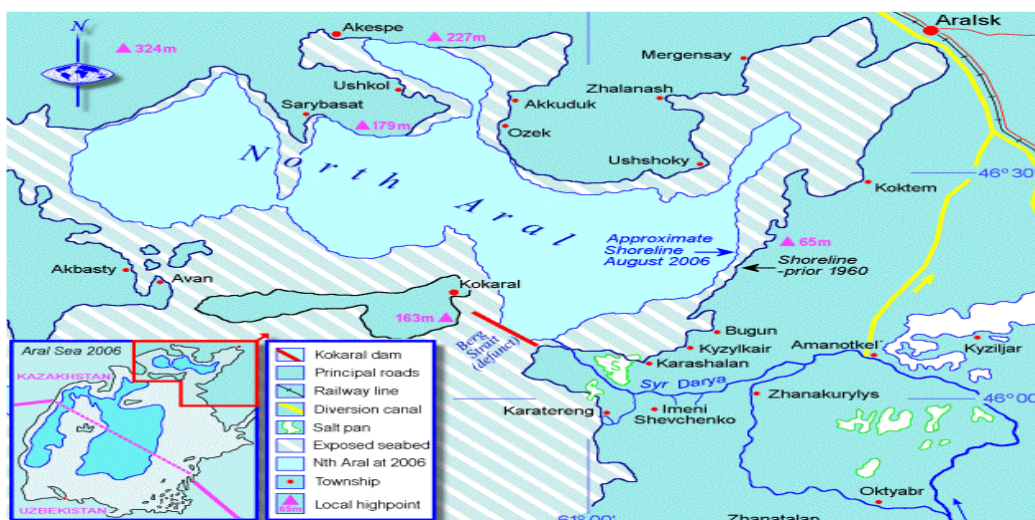 N
324m
Akespe
227m
Aralsk
Mergensay
Ushkol
Zhalanash
Sarybasat
Akkuduk
179m
Ozek
Ushshoky
46°30'
Koktem
North
Aral
Approximate
Shoreline
August 2006
65m
Shoreline
-prior 1960
Akbasty
Avan
Kokaral
163m
Berg
Strait
(defunct)
Bugun
Kyzylkair
Amanotkel
Kyziljar
Karashalan
Syr Darya
Zhanakurylys
46°00'
Karatereng
Imeni
Shevchenko
Oktyabr
61°00'
Zhanatalap
Aral Sea 2006
KAZAKHSTAN
UZBEKISTAN
Kokaral dam
Principal roads
Railway line
Diversion canal
Salt pan
Exposed seabed
Nth Aral at 2006
Township
65m
Local highpoint